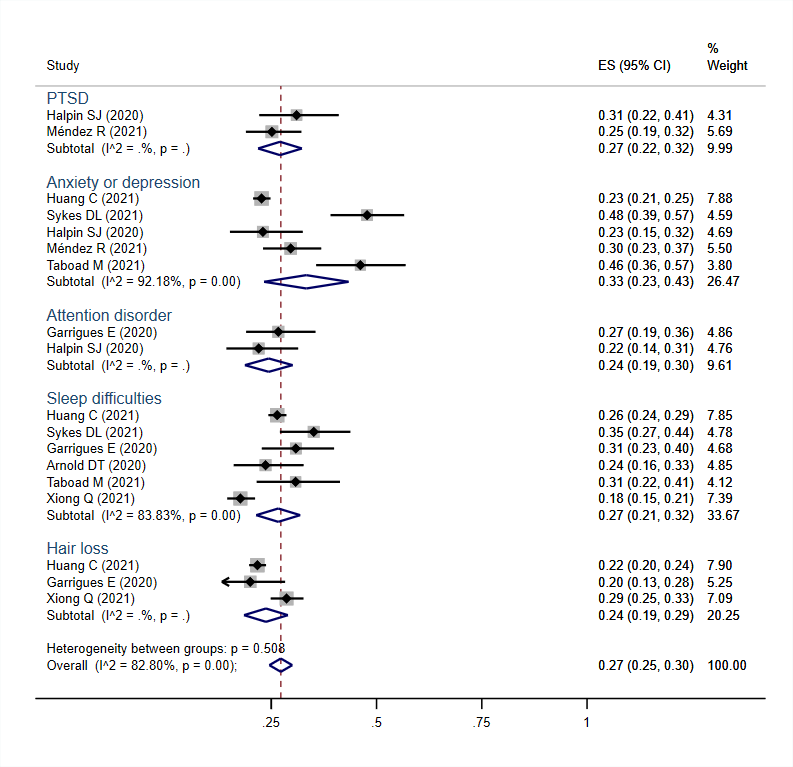 %
Study ES (95% CI) Weight
PTSD
Halpin SJ (2020) 0.31 (0.22, 0.41) 4.31
Méndez R (2021) 0.25 (0.19, 0.32) 5.69
Subtotal (I^2 = .%, p = .) 0.27 (0.22, 0.32) 9.99
Anxiety or depression
Huang C (2021) 0.23 (0.21, 0.25) 7.88
Sykes DL (2021) 0.48 (0.39, 0.57) 4.59
Halpin SJ (2020) 0.23 (0.15, 0.32) 4.69
Méndez R (2021) 0.30 (0.23, 0.37) 5.50
Taboad M (2021) 0.46 (0.36, 0.57) 3.80
Subtotal (I^2 = 92.18%, p = 0.00) 0.33 (0.23, 0.43) 26.47
Attention disorder
Garrigues E (2020) 0.27 (0.19, 0.36) 4.86
Halpin SJ (2020) 0.22 (0.14, 0.31) 4.76
Subtotal (I^2 = .%, p = .) 0.24 (0.19, 0.30) 9.61
Sleep difficulties
Huang C (2021) 0.26 (0.24, 0.29) 7.85
Sykes DL (2021) 0.35 (0.27, 0.44) 4.78
Garrigues E (2020) 0.31 (0.23, 0.40) 4.68
Arnold DT (2020) 0.24 (0.16, 0.33) 4.85
Taboad M (2021) 0.31 (0.22, 0.41) 4.12
Xiong Q (2021) 0.18 (0.15, 0.21) 7.39
Subtotal (I^2 = 83.83%, p = 0.00) 0.27 (0.21, 0.32) 33.67
Hair loss
Huang C (2021) 0.22 (0.20, 0.24) 7.90
Garrigues E (2020) 0.20 (0.13, 0.28) 5.25
Xiong Q (2021) 0.29 (0.25, 0.33) 7.09
Subtotal (I^2 = .%, p = .) 0.24 (0.19, 0.29) 20.25
Heterogeneity between groups: p = 0.508
Overall (I^2 = 82.80%, p = 0.00); 0.27 (0.25, 0.30) 100.00
.25 .5 .75 1